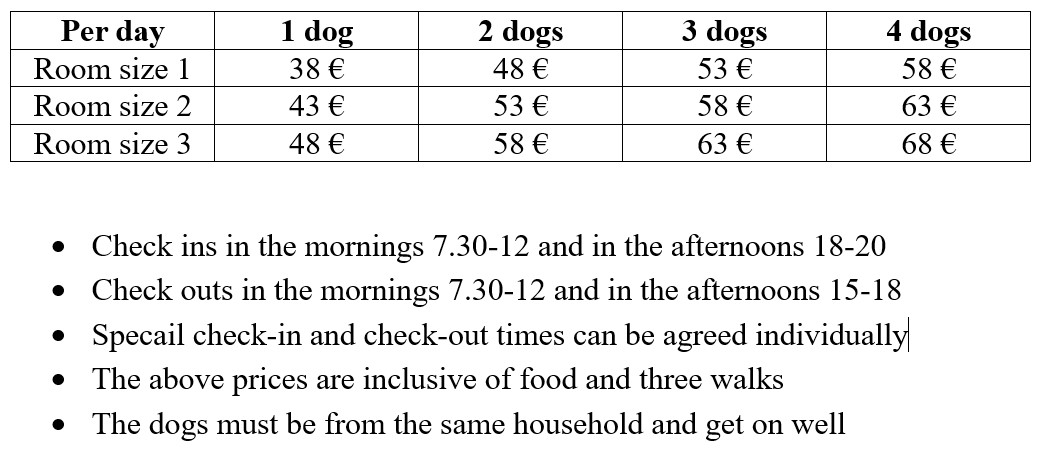 Per day 1 dog 2 dogs 3 dogs 4 dogs
Room size 1 38 € 48 € 53 € 58 €
Room size 2 43 € 53 € 58 € 63 €
Room size 3 48 € 58 € 63 € 68 €
• Check ins in the mornings 7.30-12 and in the afternoons 18-20
• Check outs in the mornings 7.30-12 and in the afternoons 15-18
• Specail check-in and check-out times can be agreed individually
• The above prices are inclusive of food and three walks
• The dogs must be from the same household and get on well